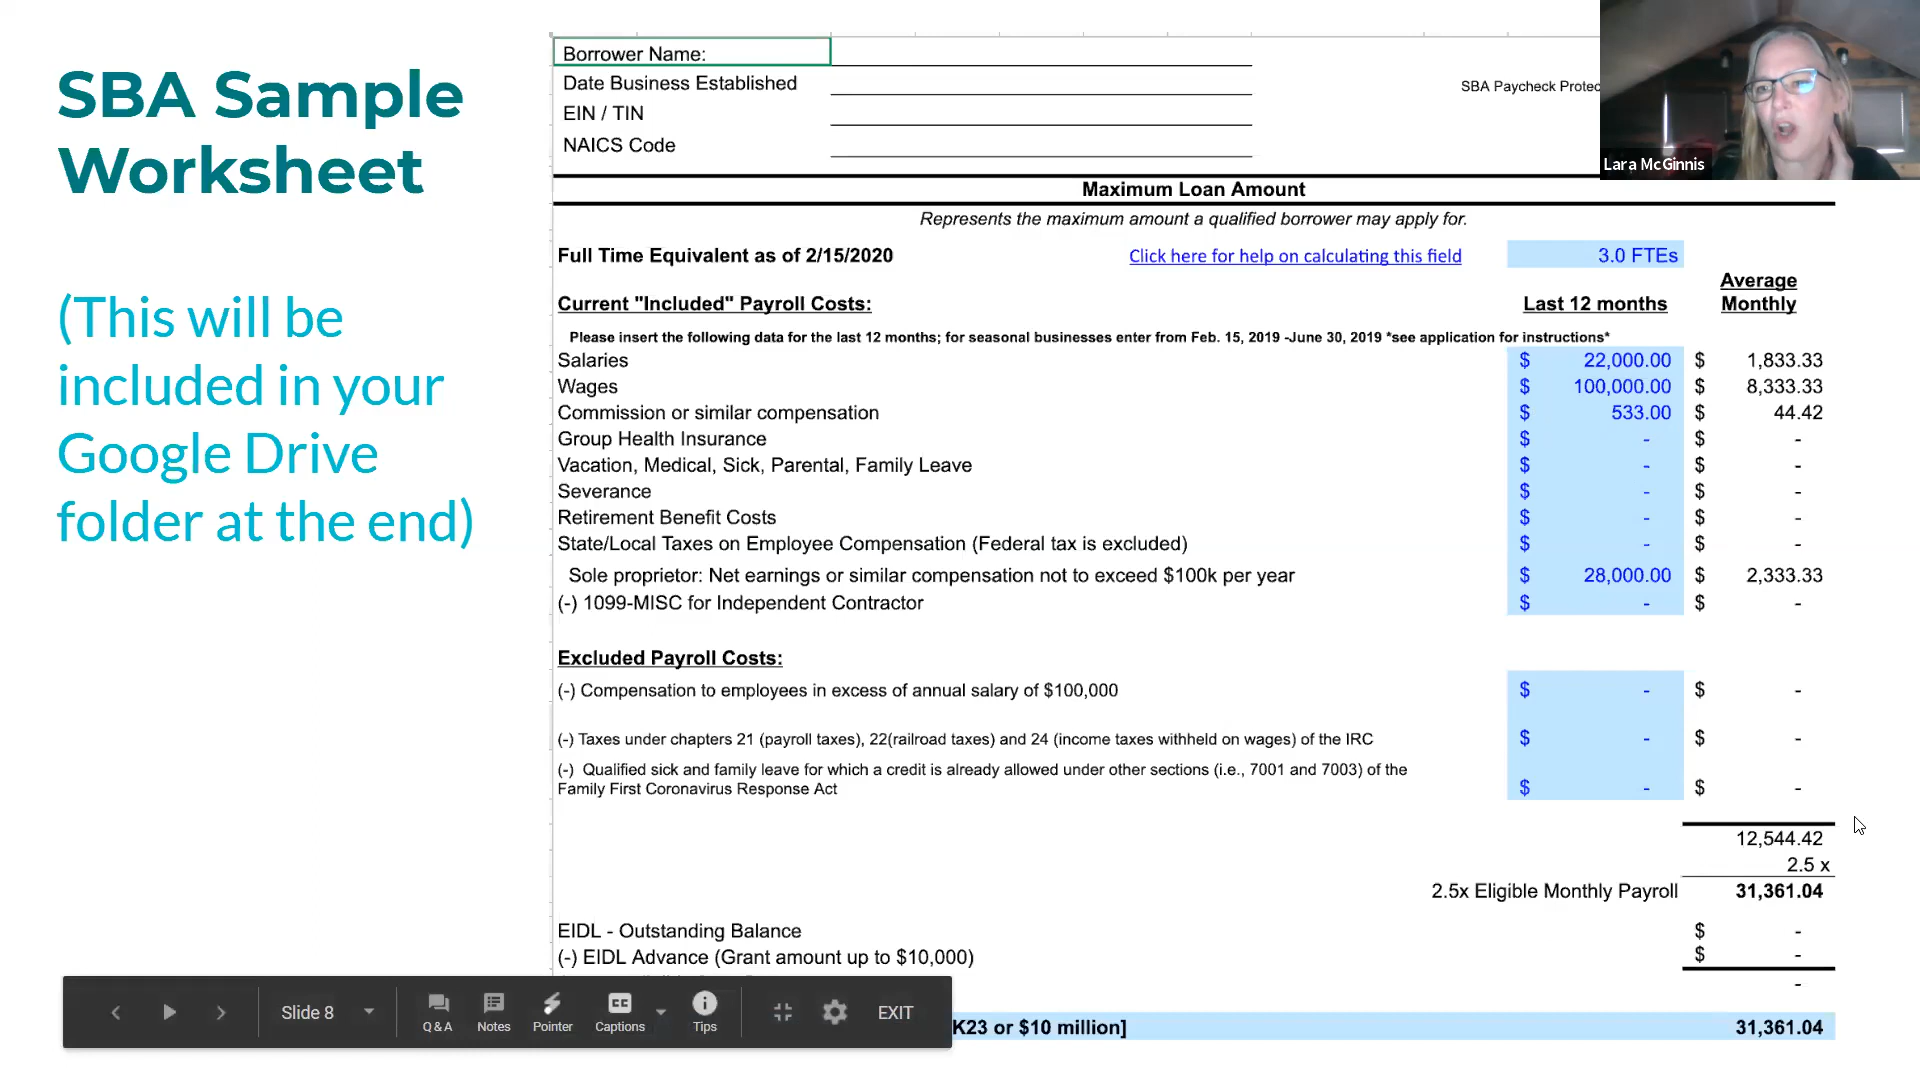 SBA Sample
Worksheet
(This will be
included in your
Google Drive
folder at the end)
Borrower Name:
Date Business Established
EIN / TIN
NAICS Code
SBA Paycheck Protec
Lara McGinnis
Maximum Loan Amount
Represents the maximum amount a qualified borrower may apply for.
Full Time Equivalent as of 2/15/2020 Click here for help on calculating this field 3.0 FTEs
Current "Included" Payroll Costs: Last 12 months Average Monthly
Please insert the following data for the last 12 months; for seasonal businesses enter from Feb. 15, 2019 -June 30, 2019 *see application for instructions*
Salaries $ 22,000.00 $ 1,833.33
Wages $ 100,000.00 $ 8,333.33
Commission or similar compensation $ 533.00 $ 44.42
Group Health Insurance $ - $ -
Vacation, Medical, Sick, Parental, Family Leave $ - $ -
Severance $ - $ -
Retirement Benefit Costs $ - $ -
State/Local Taxes on Employee Compensation (Federal tax is excluded) $ - $ -
Sole proprietor: Net earnings or similar compensation not to exceed $100k per year $ 28,000.00 $ 2,333.33
(-) 1099-MISC for Independent Contractor $ - $ -
Excluded Payroll Costs:
(-) Compensation to employees in excess of annual salary of $100,000 $ - $ -
(-) Taxes under chapters 21 (payroll taxes), 22(railroad taxes) and 24 (income taxes withheld on wages) of the IRC $ - $ -
(-) Qualified sick and family leave for which a credit is already allowed under other sections (i.e., 7001 and 7003) of the
Family First Coronavirus Response Act $ - $ -
12,544.42
2.5 x
2.5x Eligible Monthly Payroll 31,361.04
EIDL - Outstanding Balance $ -
(-) EIDL Advance (Grant amount up to $10,000) $ -
-
K23 or $10 million] 31,361.04
Slide 8 Q&A Notes Pointer CC Captions Tips EXIT